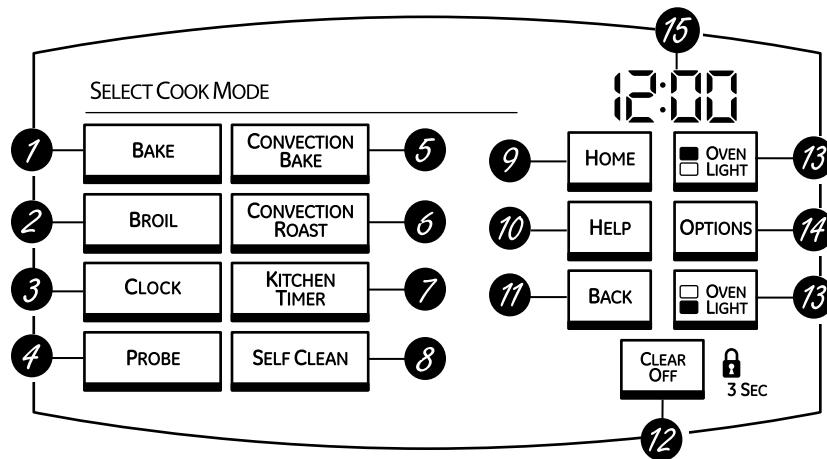 15
12:00
SELECT COOK MODE
1 BAKE CONVECTION BAKE 5
9 HOME OVEN LIGHT 13
2 BROIL CONVECTION ROAST 6
10 HELP OPTIONS 14
3 CLOCK KITCHEN TIMER 7
11 BACK OVEN LIGHT 13
4 PROBE SELF CLEAN 8
CLEAR OFF
3 SEC
12